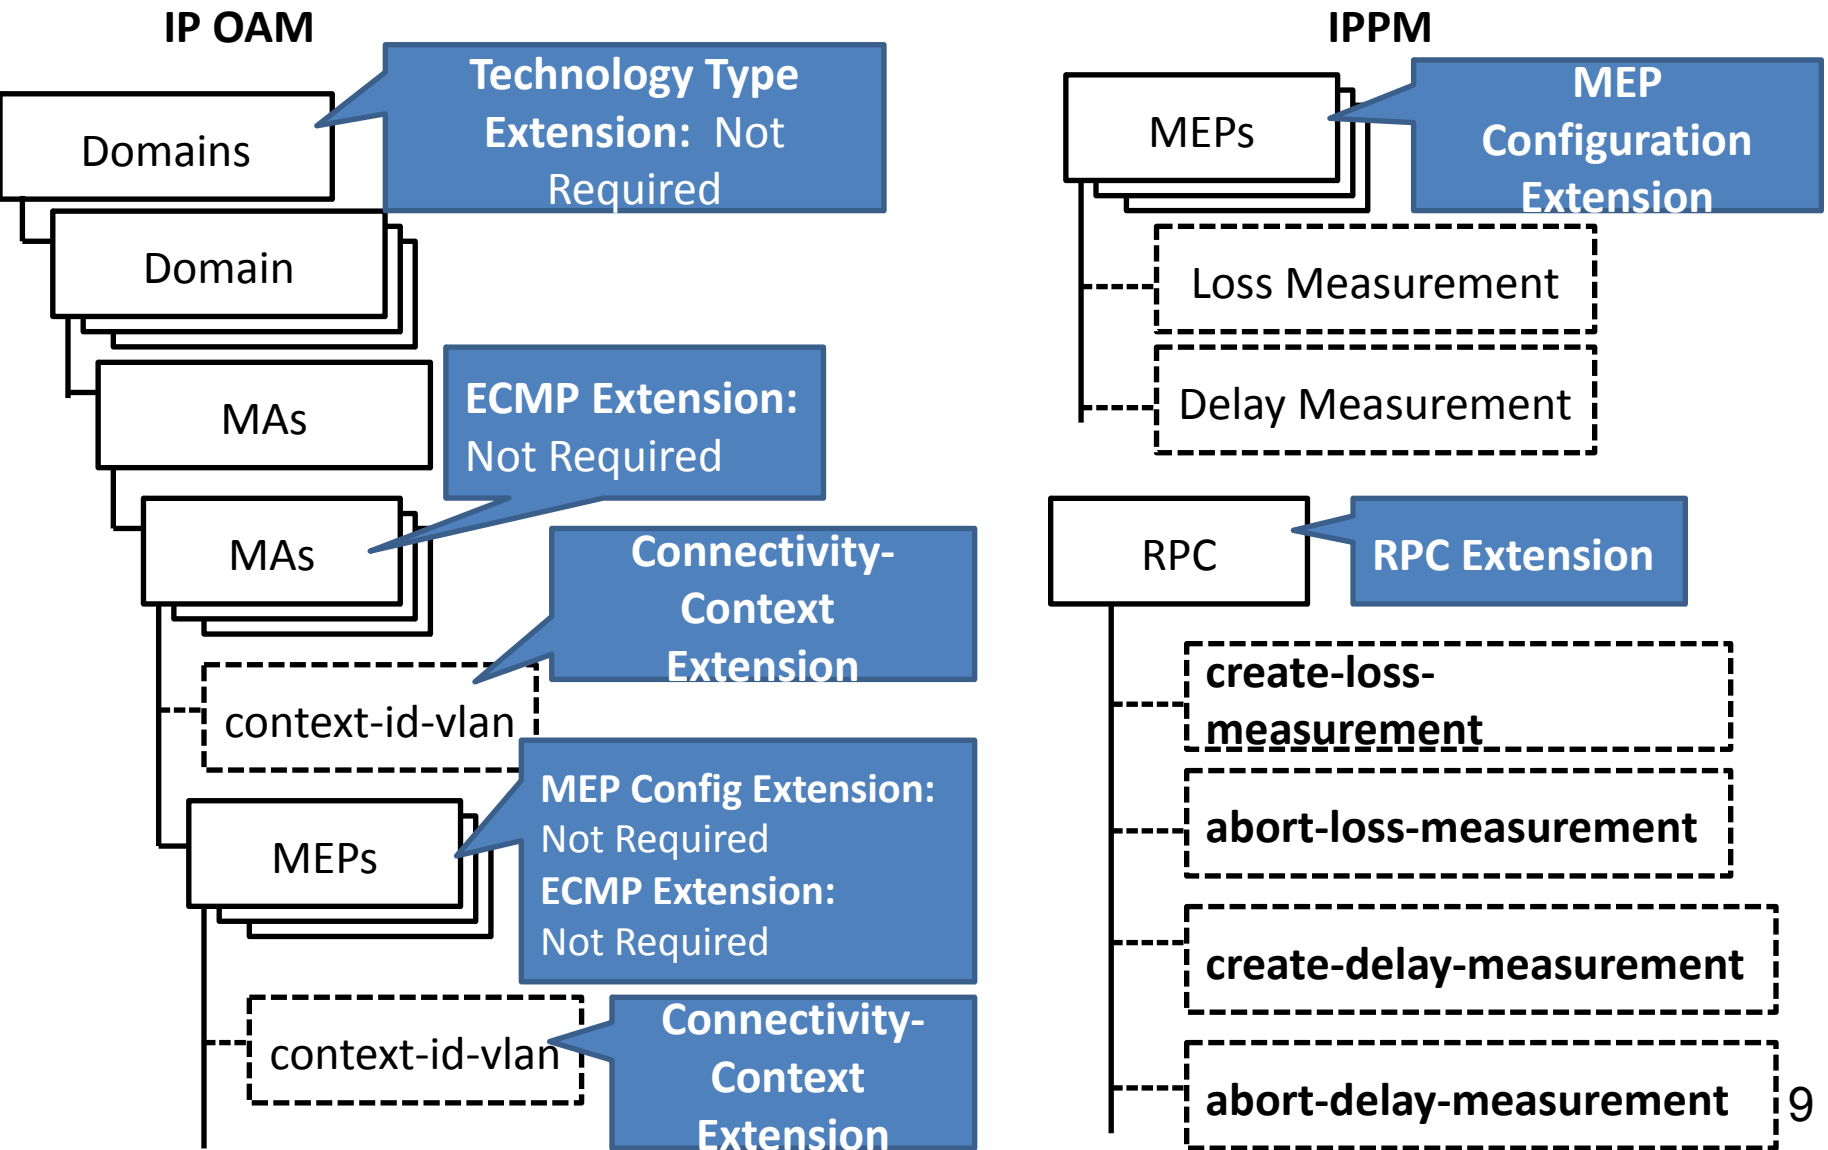 IP OAM
Technology Type
Extension: Not
Required
Domains
Domain
MAs
ECMP Extension:
Not Required
MAs
Connectivity-
Context
Extension
context-id-vlan
MEP Config Extension:
Not Required
ECMP Extension:
Not Required
MEPs
context-id-vlan
Connectivity-
Context
Extension
IPPM
MEPs
MEP
Configuration
Extension
Loss Measurement
Delay Measurement
RPC
RPC Extension
create-loss-
measurement
abort-loss-measurement
create-delay-measurement
abort-delay-measurement
9